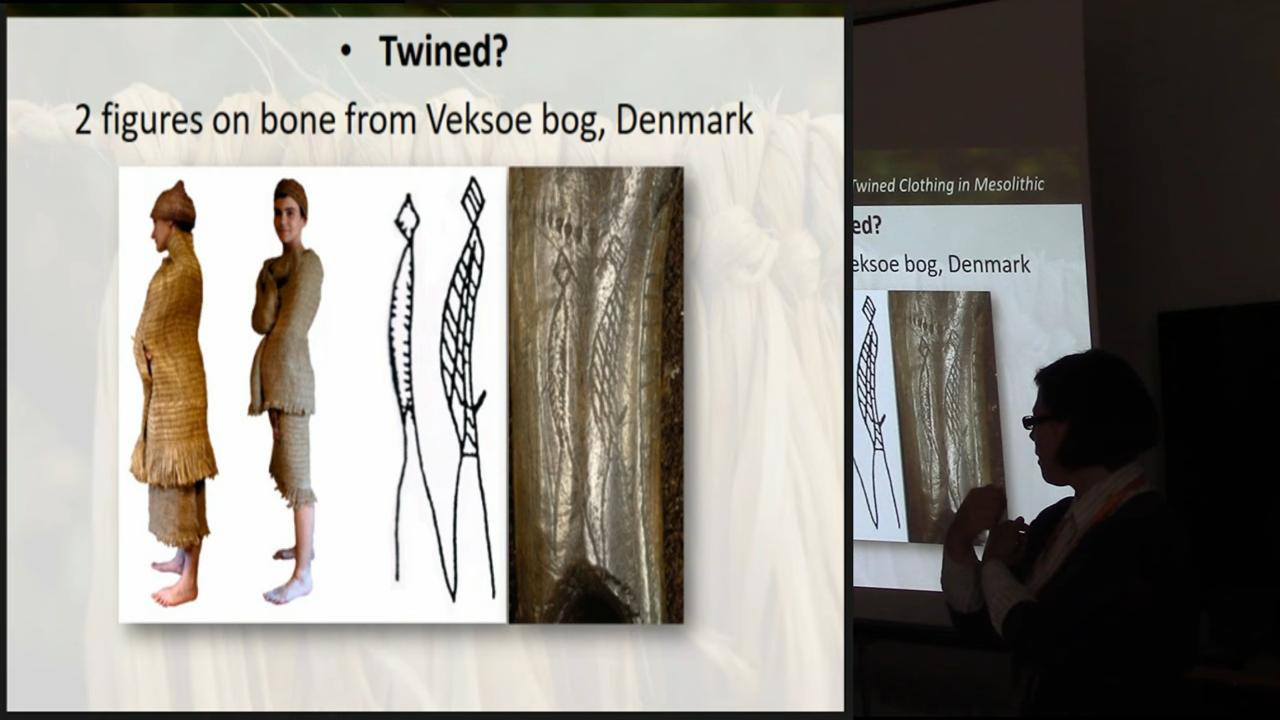 • Twined?
2 figures on bone from Veksoe bog, Denmark
Twined Clothing in Mesolithic
ed?
eksoe bog, Denmark